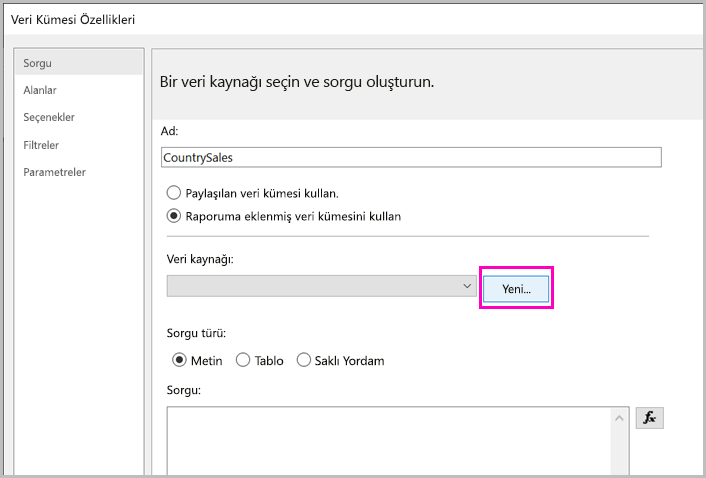 Veri Kümesi Özellikleri
Sorgu
Alanlar
Seçenekler
Filtreler
Parametreler
Bir veri kaynağı seçin ve sorgu oluşturun.
Ad:
CountrySales
Paylaşılan veri kümesi kullan.
Raporuma eklenmiş veri kümesini kullan
Veri kaynağı:
Yeni...
Sorgu türü:
Metin Tablo Saklı Yordam
Sorgu:
fx